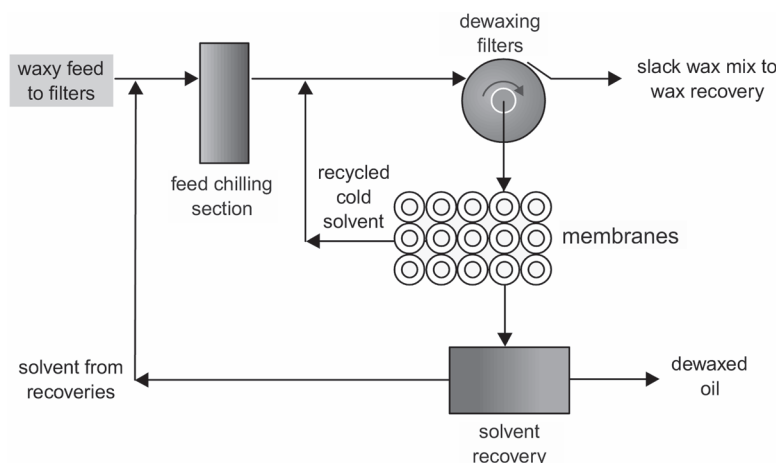 dewaxing
filters
waxy feed
to filters
slack wax mix to
wax recovery
feed chilling
section
recycled
cold
solvent
membranes
solvent from
recoveries
dewaxed
oil
solvent
recovery